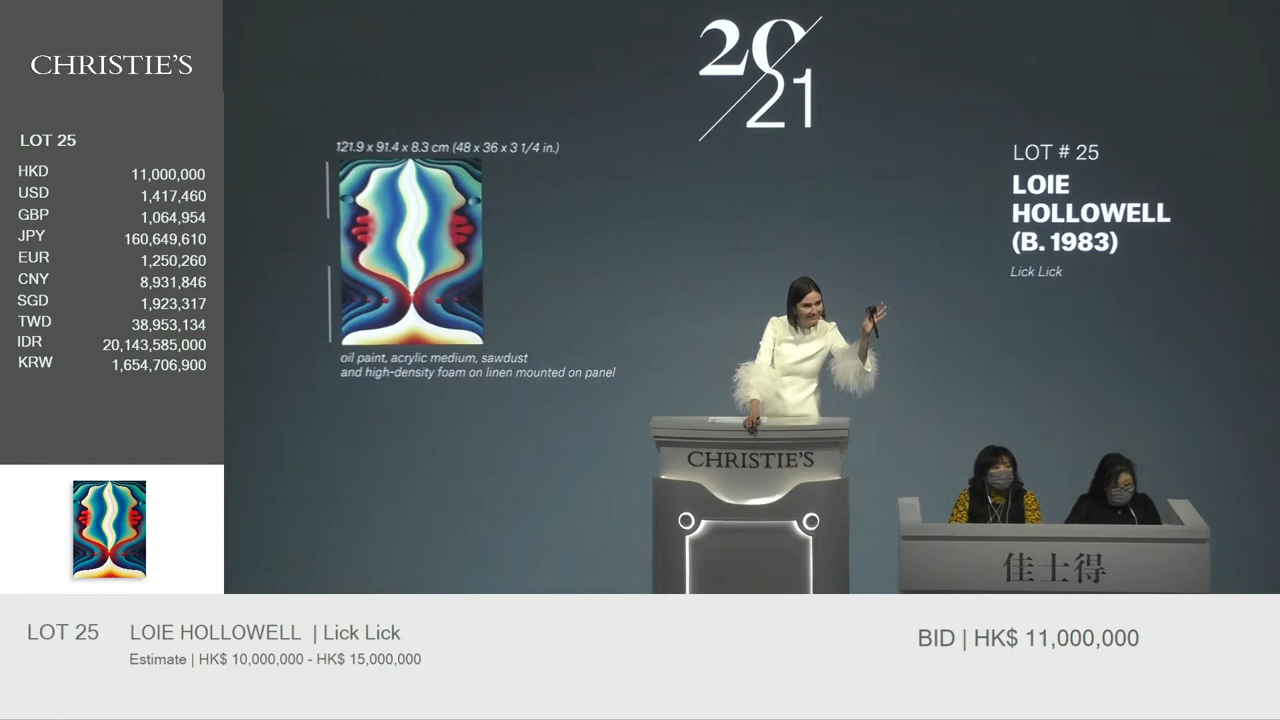 CHRISTIE'S
LOT 25
HKD 11,000,000
USD 1,417,460
GBP 1,064,954
JPY 160,649,610
EUR 1,250,260
CNY 8,931,846
SGD 1,923,317
TWD 38,953,134
IDR 20,143,585,000
KRW 1,654,706,900
20/21
121.9 x 91.4 x 8.3 cm (48 x 36 x 3 1/4 in.)
oil paint, acrylic medium, sawdust
and high-density foam on linen mounted on panel
LOT # 25
LOIE
HOLLOWELL
(B. 1983)
Lick Lick
CHRISTIE'S
佳士得
LOT 25 LOIE HOLLOWELL | Lick Lick
Estimate | HK$ 10,000,000 - HK$ 15,000,000
BID | HK$ 11,000,000